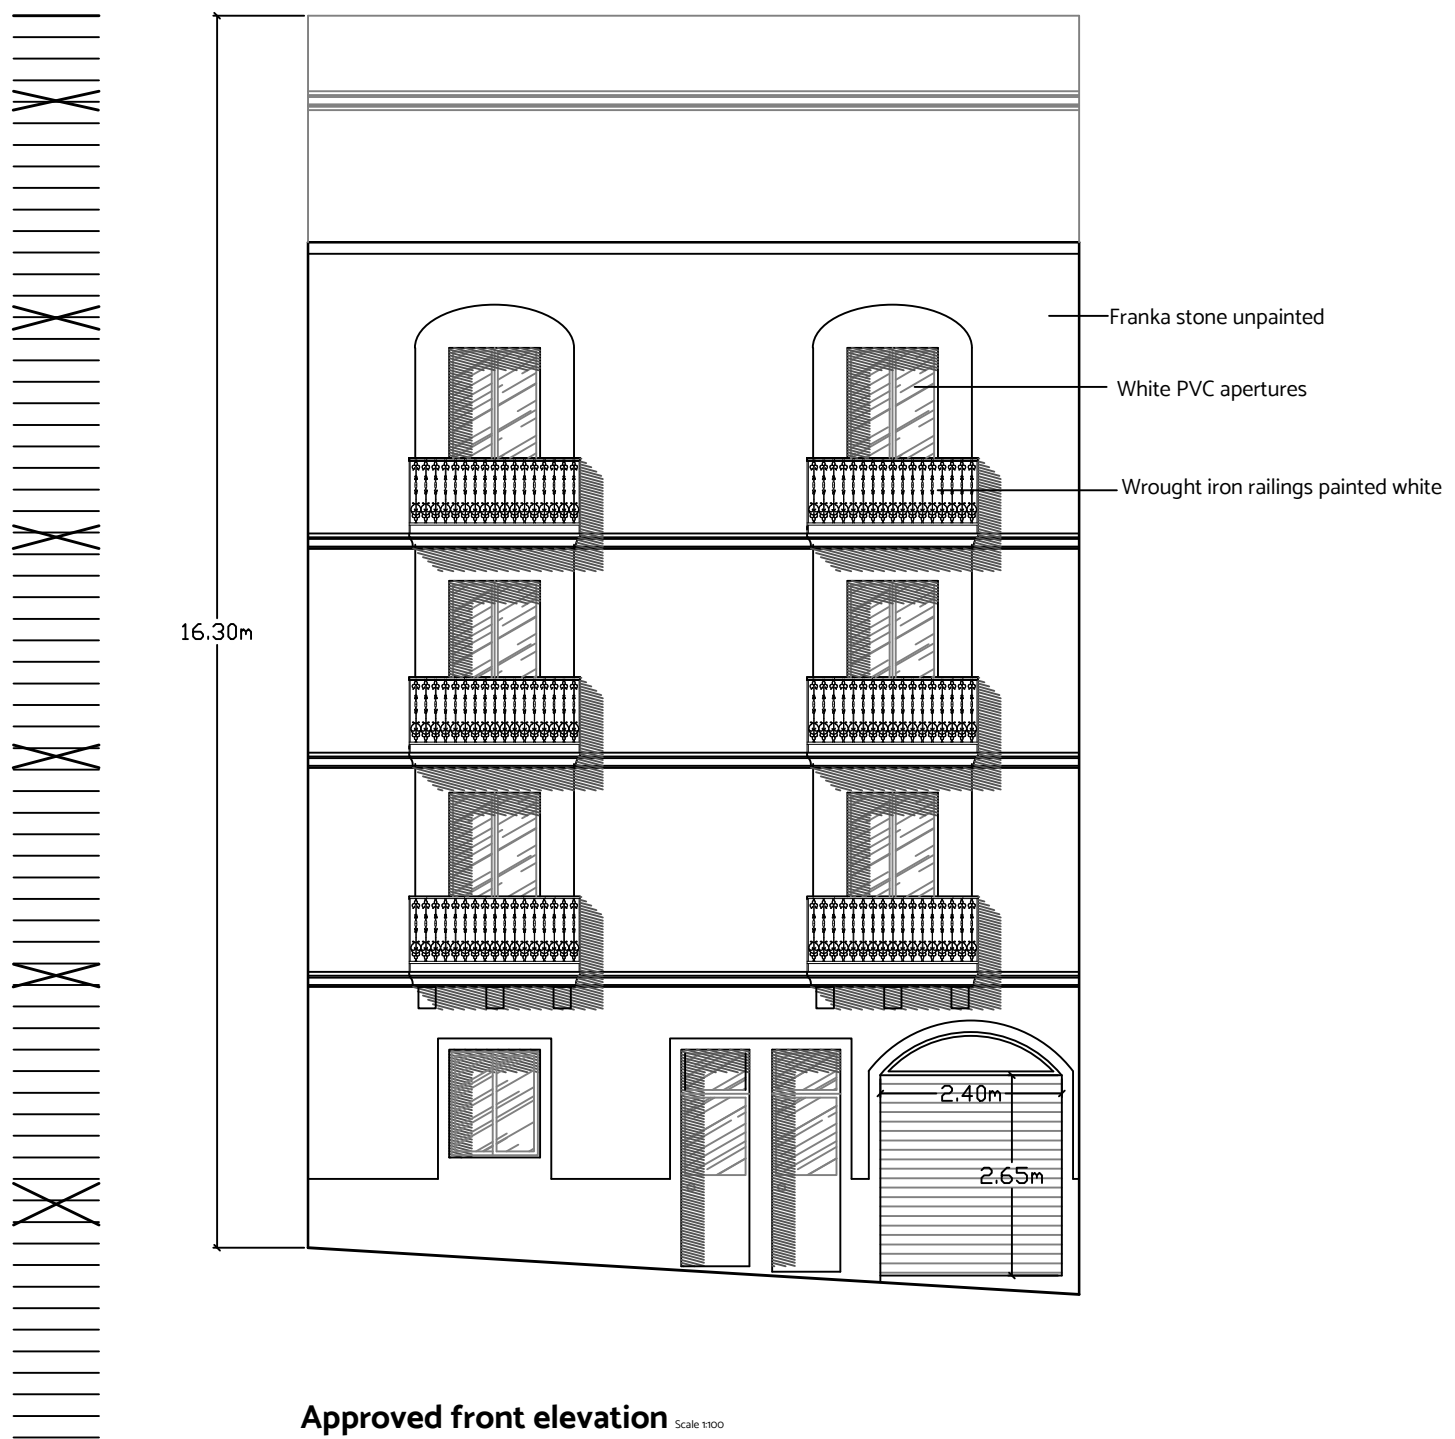 Franka stone unpainted
White PVC apertures
Wrought iron railings painted white
16.30m
2.40m
2.65m
Approved front elevation Scale 1:100